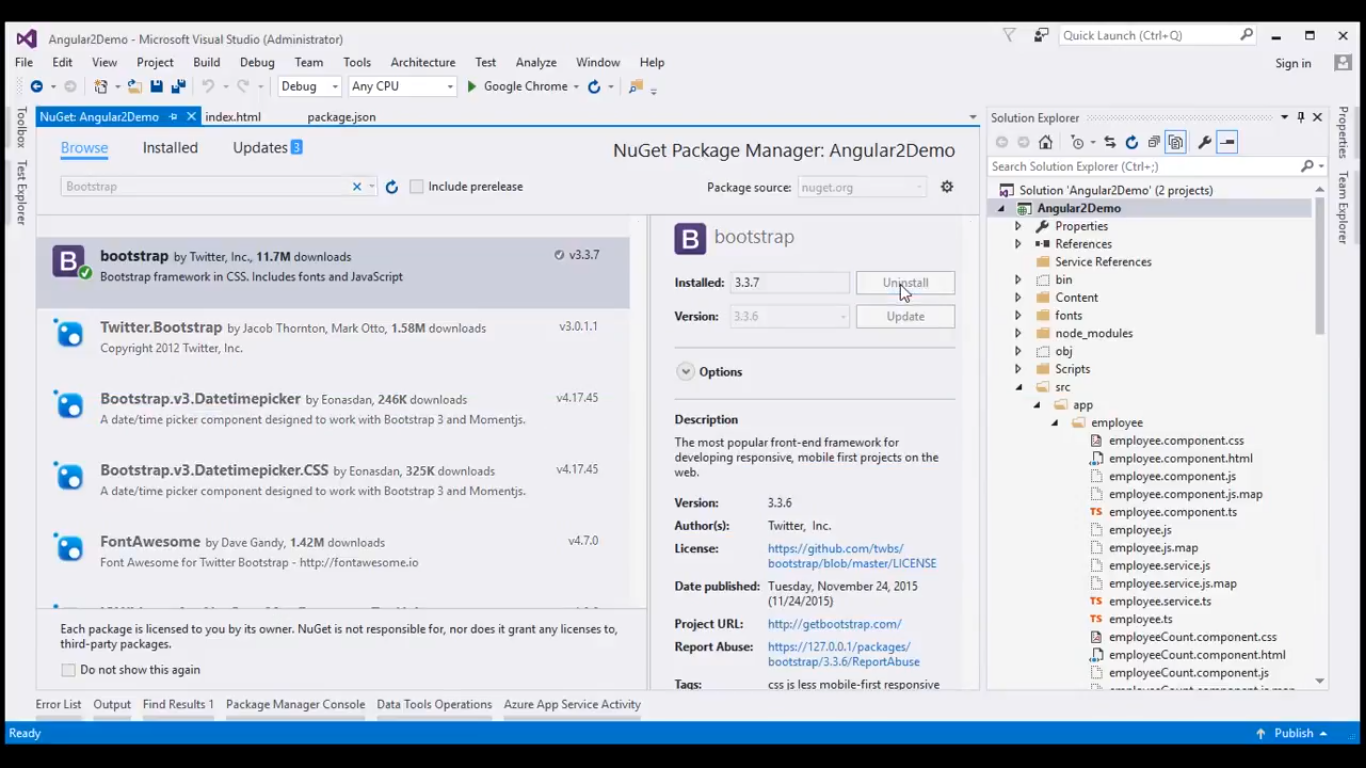 Angular2Demo - Microsoft Visual Studio (Administrator)
Quick Launch (Ctrl+Q)
File Edit View Project Build Debug Team Tools Architecture Test Analyze Window Help
Sign in
Debug Any CPU Google Chrome
Toolbox
Test Explorer
NuGet: Angular2Demo index.html package.json
Browse Installed Updates 3
NuGet Package Manager: Angular2Demo
Bootstrap
Include prerelease
Package source: nuget.org
B bootstrap by Twitter, Inc., 11.7M downloads v3.3.7
Bootstrap framework in CSS. Includes fonts and JavaScript
Twitter.Bootstrap by Jacob Thornton, Mark Otto, 1.58M downloads v3.0.1.1
Copyright 2012 Twitter, Inc.
Bootstrap.v3.Datetimepicker by Eonasdan, 246K downloads v4.17.45
A date/time picker component designed to work with Bootstrap 3 and Momentjs.
Bootstrap.v3.Datetimepicker.CSS by Eonasdan, 325K downloads v4.17.45
A date/time picker component designed to work with Bootstrap 3 and Momentjs.
FontAwesome by Dave Gandy, 1.42M downloads v4.7.0
Font Awesome for Twitter Bootstrap - http://fontawesome.io
Each package is licensed to you by its owner. NuGet is not responsible for, nor does it grant any licenses to,
third-party packages.
Do not show this again
B bootstrap
Installed: 3.3.7 Uninstall
Version: 3.3.6 Update
Options
Description
The most popular front-end framework for
developing responsive, mobile first projects on the
web.
Version: 3.3.6
Author(s): Twitter, Inc.
License: https://github.com/twbs/
bootstrap/blob/master/LICENSE
Date published: Tuesday, November 24, 2015
(11/24/2015)
Project URL: http://getbootstrap.com/
Report Abuse: https://127.0.0.1/packages/
bootstrap/3.3.6/ReportAbuse
Tags: css js less mobile-first responsive
Solution Explorer
Search Solution Explorer (Ctrl+;)
Solution 'Angular2Demo' (2 projects)
Angular2Demo
Properties
References
Service References
bin
Content
fonts
node_modules
obj
Scripts
src
app
employee
employee.component.css
employee.component.html
employee.component.js
employee.component.js.map
TS employee.component.ts
employee.js
employee.js.map
employee.service.js
employee.service.js.map
TS employee.service.ts
TS employee.ts
employeeCount.component.css
employeeCount.component.html
employeeCount.component.js
Properties
Team Explorer
Error List Output Find Results 1 Package Manager Console Data Tools Operations Azure App Service Activity
Ready
Publish